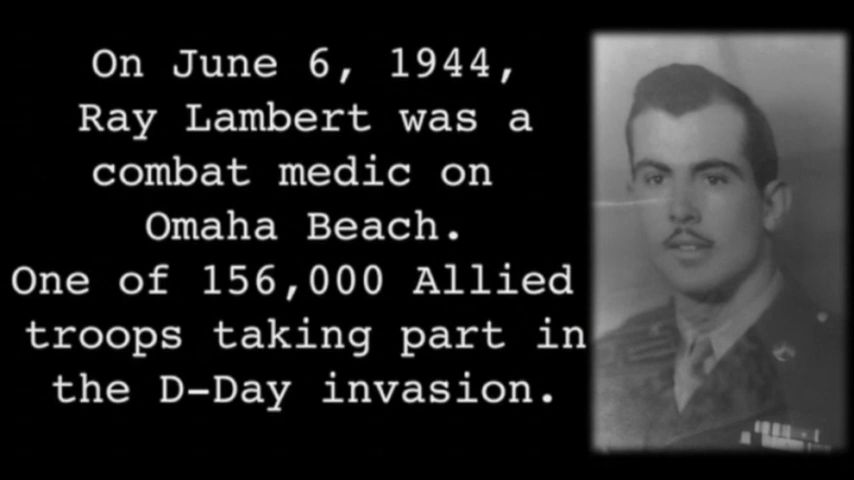 On June 6, 1944,
Ray Lambert was a
combat medic on
Omaha Beach.
One of 156,000 Allied
troops taking part in
the D-Day invasion.